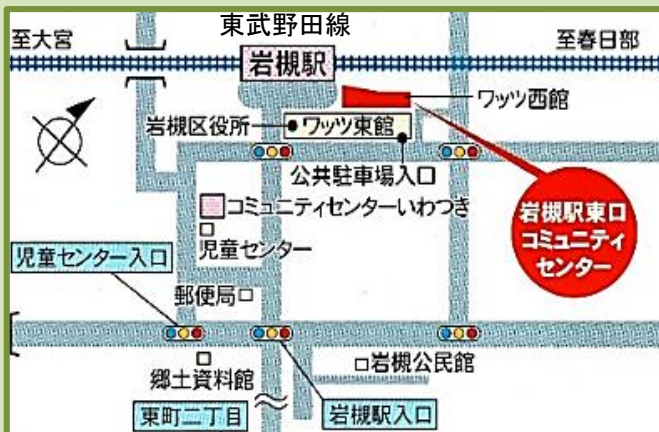 東武野田線
至大宮
至春日部
岩槻駅
ワッツ西館
岩槻区役所
ワッツ東館
公共駐車場入口
岩槻駅東口
コミュニティ
センター
コミュニティセンターいわつき
児童センター
児童センター入口
郵便局
岩槻公民館
郷土資料館
東町二丁目
岩槻駅入口